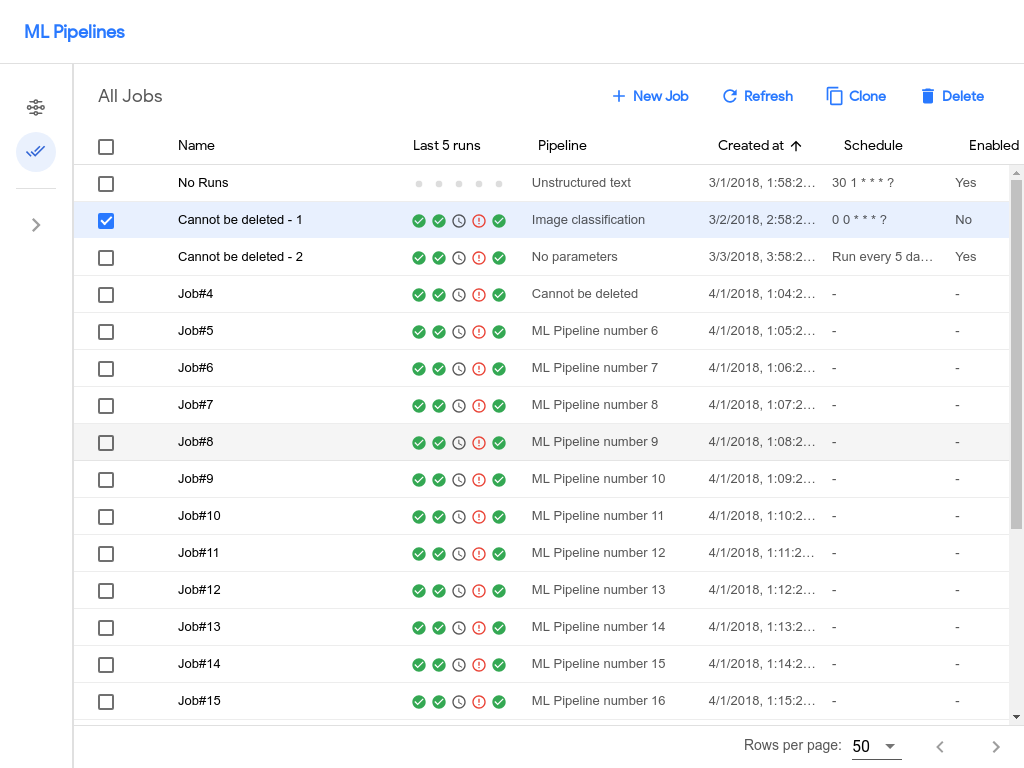 ML Pipelines
All Jobs New Job Refresh Clone Delete
Name Last 5 runs Pipeline Created at Schedule Enabled
No Runs Unstructured text 3/1/2018, 1:58:2... 30 1 * * * ? Yes
Cannot be deleted - 1 Image classification 3/2/2018, 2:58:2... 0 0 * * * ? No
Cannot be deleted - 2 No parameters 3/3/2018, 3:58:2... Run every 5 da... Yes
Job#4 Cannot be deleted 4/1/2018, 1:04:2... - -
Job#5 ML Pipeline number 6 4/1/2018, 1:05:2... - -
Job#6 ML Pipeline number 7 4/1/2018, 1:06:2... - -
Job#7 ML Pipeline number 8 4/1/2018, 1:07:2... - -
Job#8 ML Pipeline number 9 4/1/2018, 1:08:2... - -
Job#9 ML Pipeline number 10 4/1/2018, 1:09:2... - -
Job#10 ML Pipeline number 11 4/1/2018, 1:10:2... - -
Job#11 ML Pipeline number 12 4/1/2018, 1:11:2... - -
Job#12 ML Pipeline number 13 4/1/2018, 1:12:2... - -
Job#13 ML Pipeline number 14 4/1/2018, 1:13:2... - -
Job#14 ML Pipeline number 15 4/1/2018, 1:14:2... - -
Job#15 ML Pipeline number 16 4/1/2018, 1:15:2... - -
Rows per page: 50